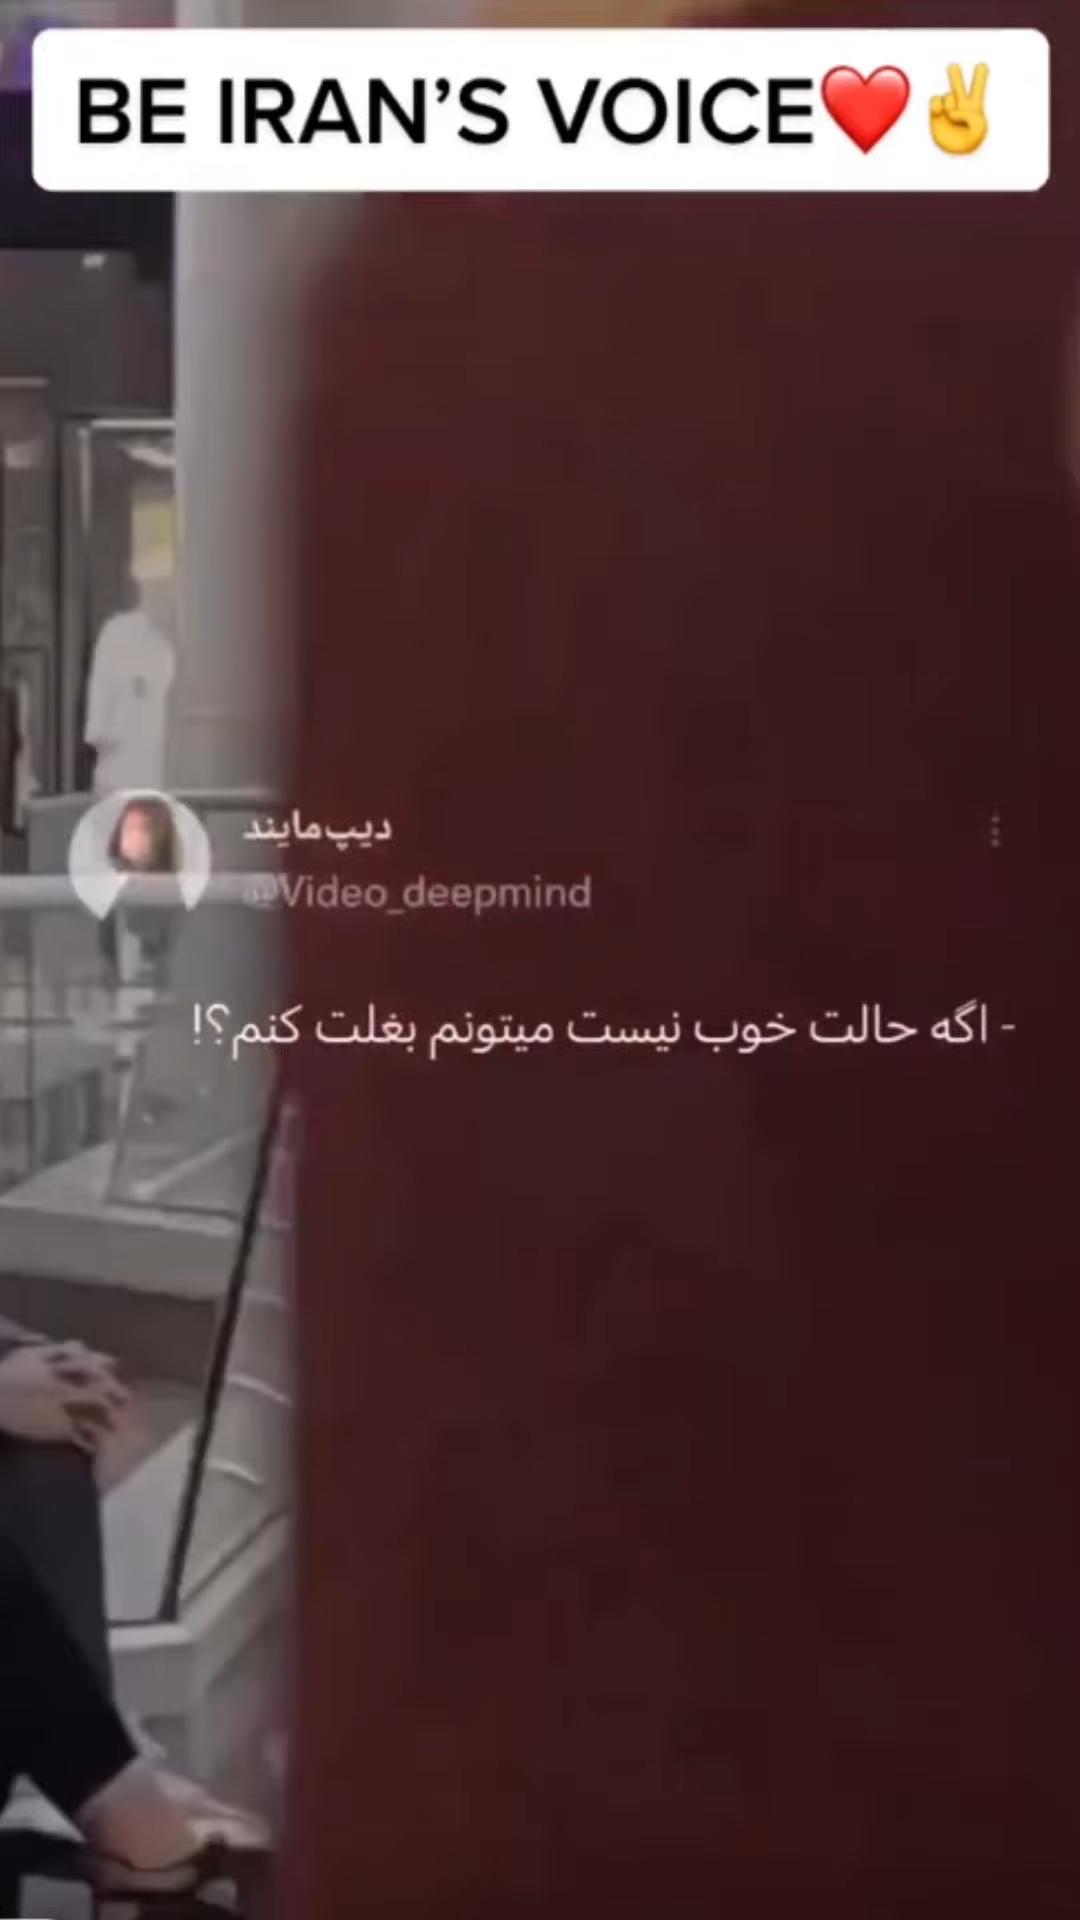 BE IRAN'S VOICE❤️✌️
دیپ‌مایند
@Video_deepmind
- اگه حالت خوب نیست میتونم بغلت کنم؟!